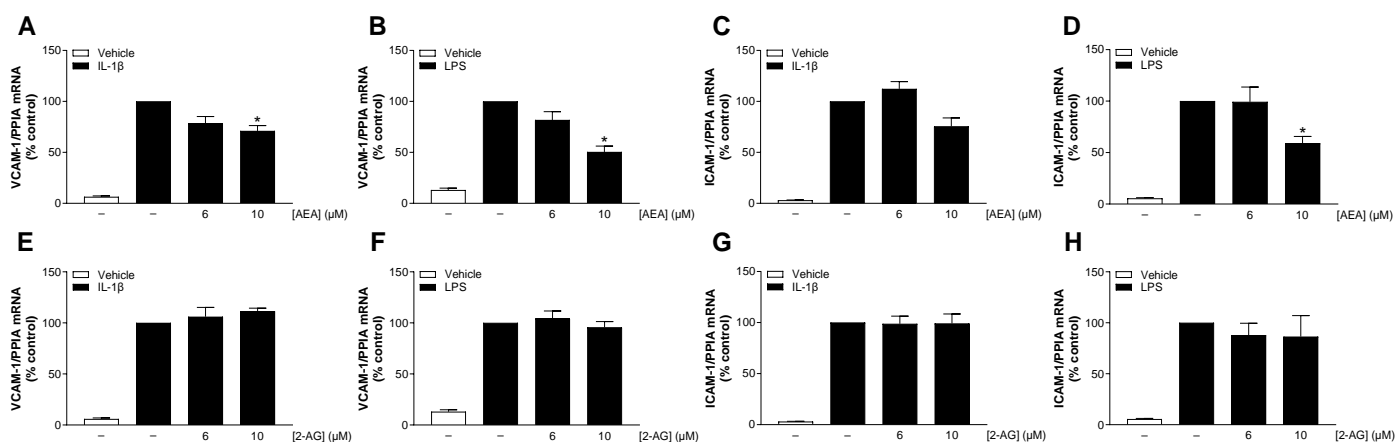 A
VCAM-1/PPIA mRNA
(% control)
150
100
50
0
Vehicle
IL-1β
*
– – 6 10 [AEA] (µM)
B
VCAM-1/PPIA mRNA
(% control)
150
100
50
0
Vehicle
LPS
*
– – 6 10 [AEA] (µM)
C
ICAM-1/PPIA mRNA
(% control)
150
100
50
0
Vehicle
IL-1β
– – 6 10 [AEA] (µM)
D
ICAM-1/PPIA mRNA
(% control)
150
100
50
0
Vehicle
LPS
*
– – 6 10 [AEA] (µM)
E
VCAM-1/PPIA mRNA
(% control)
150
100
50
0
Vehicle
IL-1β
– – 6 10 [2-AG] (µM)
F
VCAM-1/PPIA mRNA
(% control)
150
100
50
0
Vehicle
LPS
– – 6 10 [2-AG] (µM)
G
ICAM-1/PPIA mRNA
(% control)
150
100
50
0
Vehicle
IL-1β
– – 6 10 [2-AG] (µM)
H
ICAM-1/PPIA mRNA
(% control)
150
100
50
0
Vehicle
LPS
– – 6 10 [2-AG] (µM)